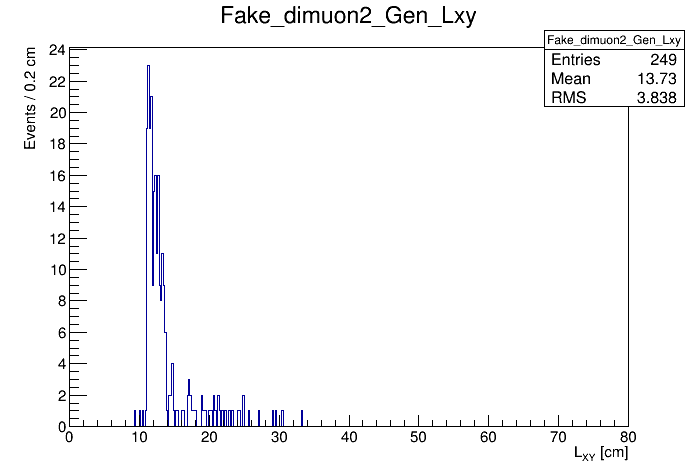 Fake_dimuon2_Gen_Lxy
Fake_dimuon2_Gen_Lxy
Entries 249
Mean 13.73
RMS 3.838
Events / 0.2 cm
24
22
20
18
16
14
12
10
8
6
4
2
0
0 10 20 30 40 50 60 70 80
L_XY [cm]